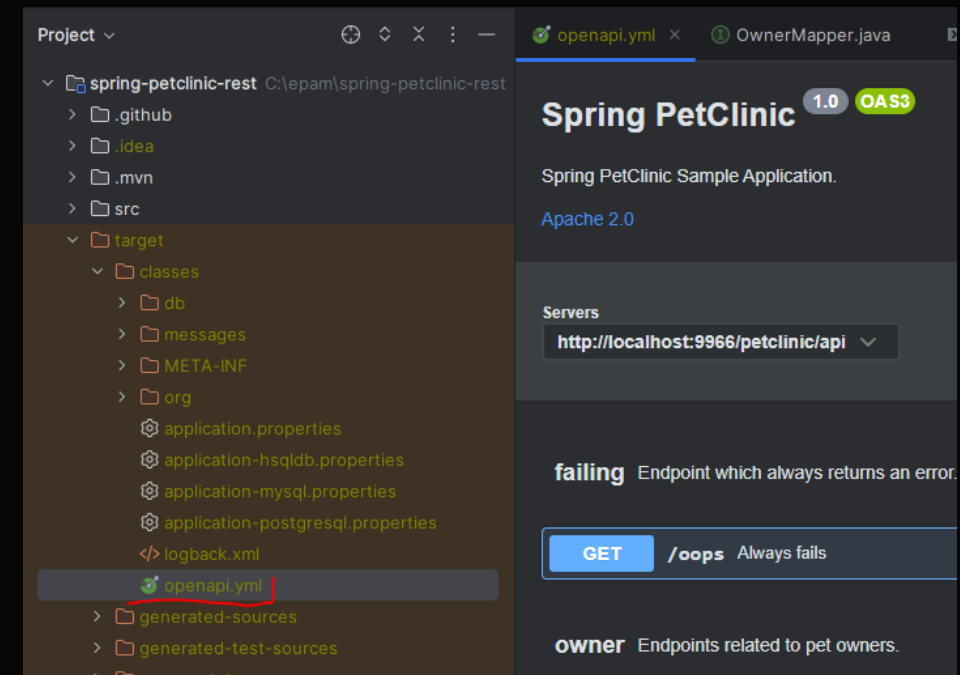 Project
spring-petclinic-rest C:\epam\spring-petclinic-rest
.github
.idea
.mvn
src
target
classes
db
messages
META-INF
org
application.properties
application-hsqldb.properties
application-mysql.properties
application-postgresql.properties
logback.xml
openapi.yml
generated-sources
generated-test-sources
openapi.yml
OwnerMapper.java
Spring PetClinic 1.0 OAS3
Spring PetClinic Sample Application.
Apache 2.0
Servers
http://localhost:9966/petclinic/api
failing Endpoint which always returns an error.
GET /oops Always fails
owner Endpoints related to pet owners.